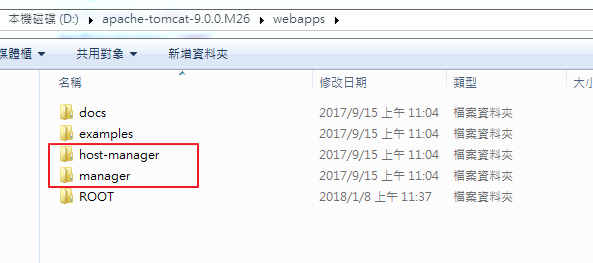 本機磁碟 (D:) ▸ apache-tomcat-9.0.0.M26 ▸ webapps ▸
媒體櫃 ▼ 共用對象 ▼ 新增資料夾
名稱 修改日期 類型 大小
docs 2017/9/15 上午 11:04 檔案資料夾
examples 2017/9/15 上午 11:04 檔案資料夾
host-manager 2017/9/15 上午 11:04 檔案資料夾
manager 2017/9/15 上午 11:04 檔案資料夾
ROOT 2018/1/8 上午 11:37 檔案資料夾